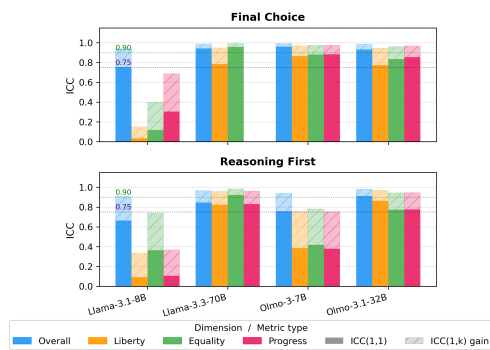 Final Choice
ICC
1.0
0.8
0.6
0.4
0.2
0.0
0.90
0.75
Reasoning First
ICC
1.0
0.8
0.6
0.4
0.2
0.0
0.90
0.75
Llama-3.1-8B
Llama-3.3-70B
Olmo-3-7B
Olmo-3.1-32B
Dimension / Metric type
Overall Liberty Equality Progress ICC(1,1) ICC(1,k) gain